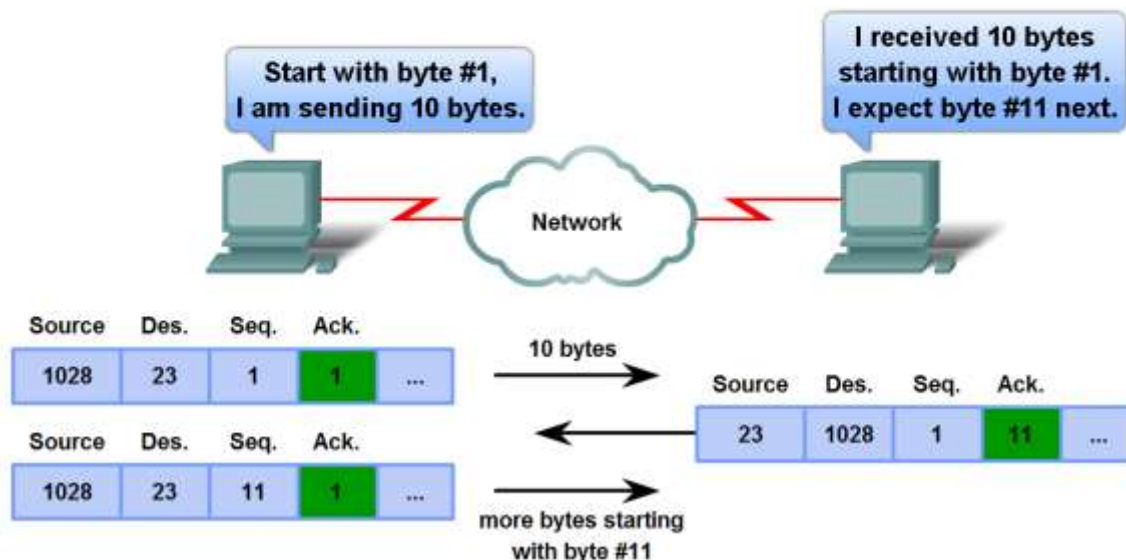 Start with byte #1,
I am sending 10 bytes.
I received 10 bytes
starting with byte #1.
I expect byte #11 next.
Network
Source Des. Seq. Ack.
1028 23 1 1 ...
10 bytes
Source Des. Seq. Ack.
23 1028 1 11 ...
Source Des. Seq. Ack.
1028 23 11 1 ...
more bytes starting
with byte #11